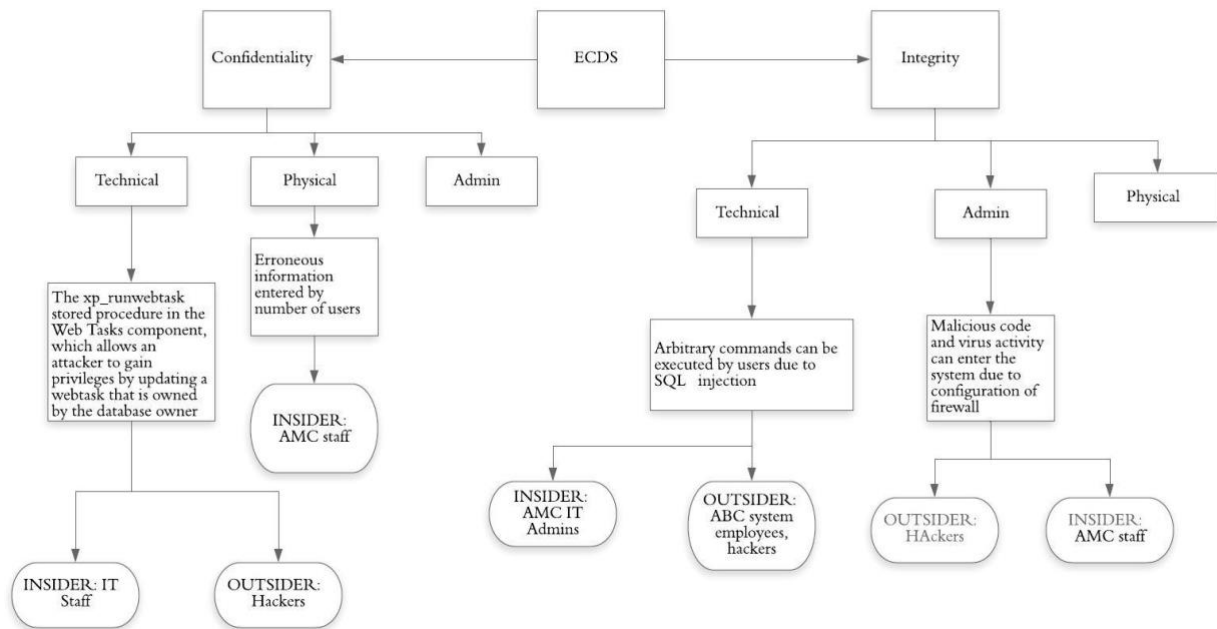 Confidentiality
ECDS
Integrity
Technical
Physical
Admin
Technical
Admin
Physical
The xp_runwebtask
stored procedure in the
Web Tasks component,
which allows an
attacker to gain
privileges by updating a
webtask that is owned
by the database owner
Erroneous
information
entered by
number of users
INSIDER:
AMC staff
INSIDER: IT
Staff
OUTSIDER:
Hackers
Arbitrary commands can be
executed by users due to
SQL injection
Malicious code
and virus activity
can enter the
system due to
configuration of
firewall
INSIDER:
AMC IT
Admins
OUTSIDER:
ABC system
employees,
hackers
OUTSIDER:
HAckers
INSIDER:
AMC staff